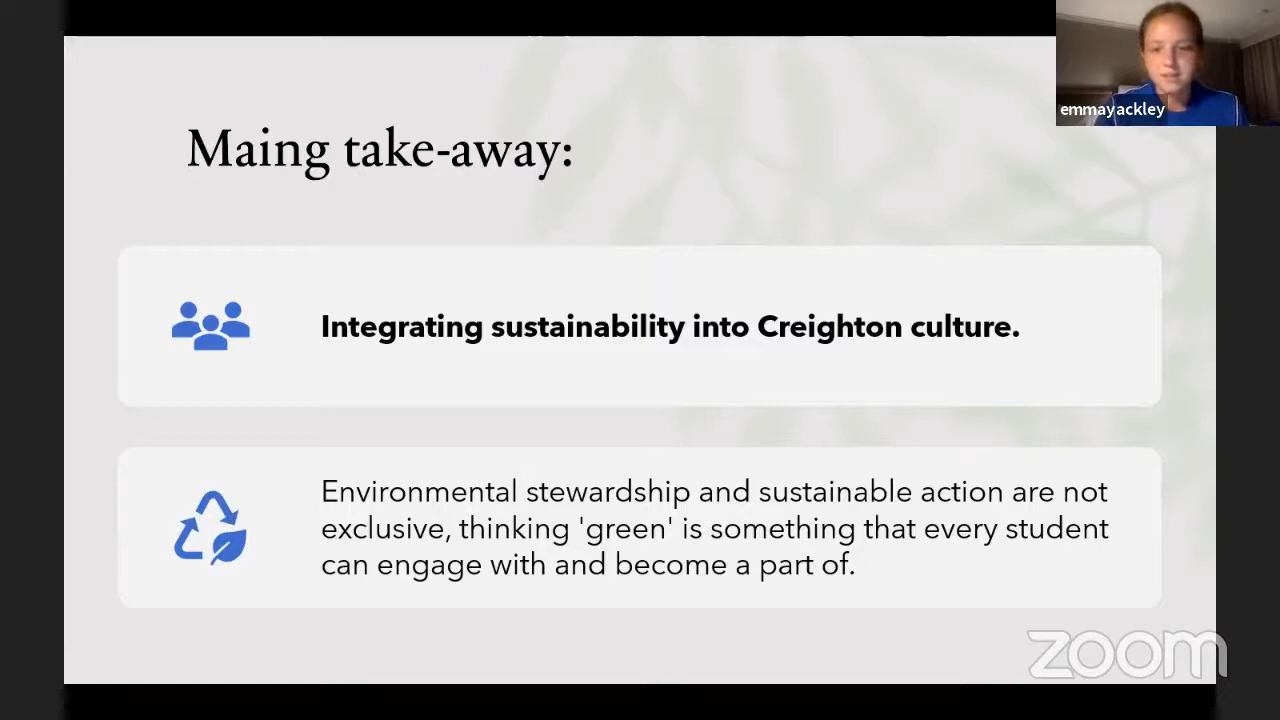 emmayackley
Maing take-away:
Integrating sustainability into Creighton culture.
Environmental stewardship and sustainable action are not
exclusive, thinking 'green' is something that every student
can engage with and become a part of.
zoom